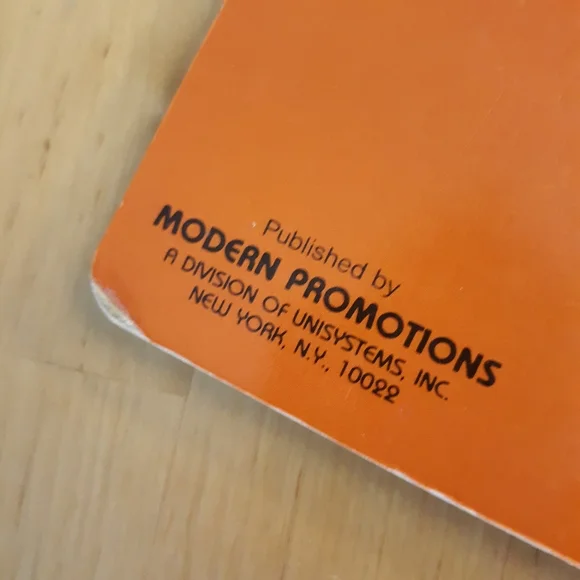 Published by
MODERN PROMOTIONS
A DIVISION OF UNISYSTEMS, INC.
NEW YORK, N.Y., 10022